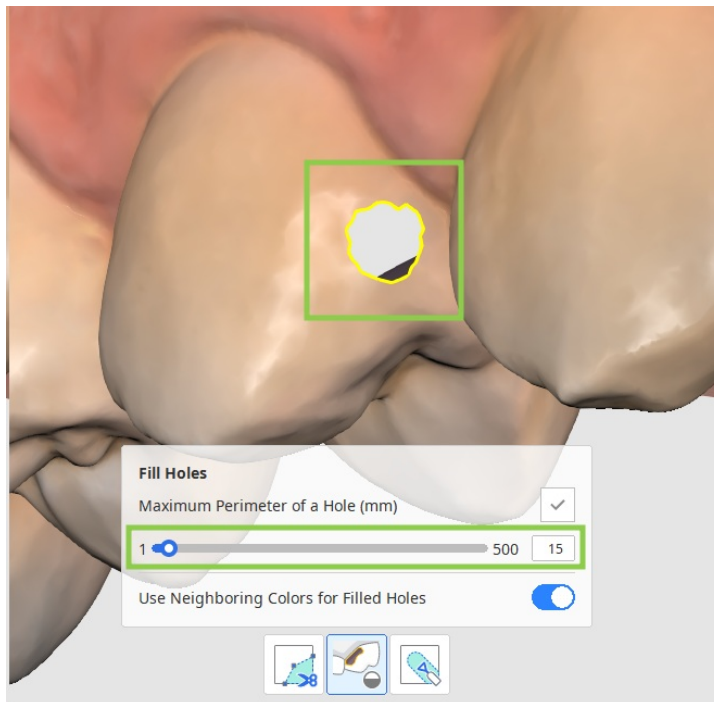 Fill Holes
Maximum Perimeter of a Hole (mm)
1 500 15
Use Neighboring Colors for Filled Holes